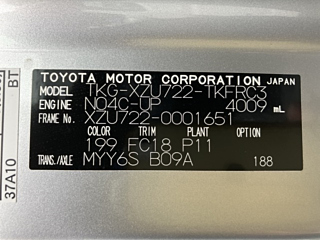 TOYOTA MOTOR CORPORATION JAPAN
MODEL TKG-XZU722-TKFRC3
ENGINE N04C-UP 4009 mL
FRAME No. XZU722-0001651
COLOR TRIM PLANT OPTION
199 FC18 P11
TRANS./AXLE MYY6S B09A 188
BT
37A10